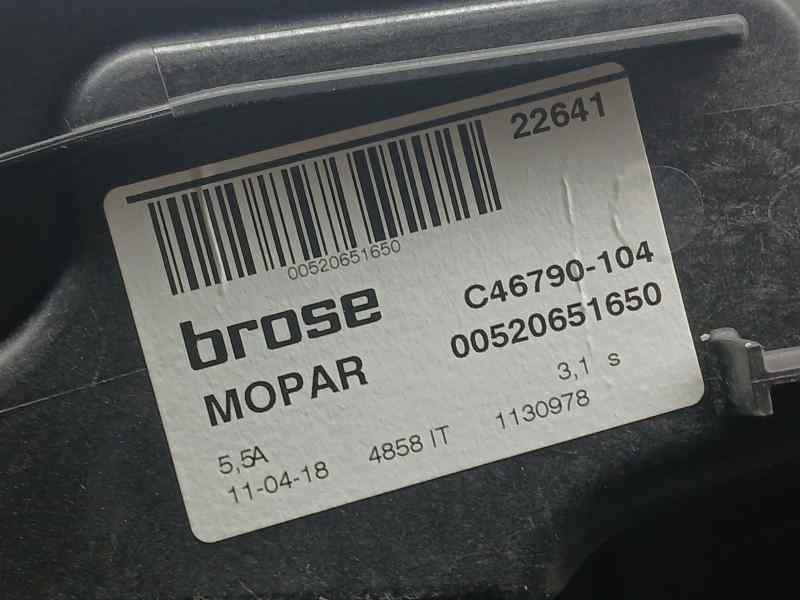 22641
00520651650
brose
C46790-104
MOPAR
00520651650
5,5A
3,1 s
11-04-18 4858 IT 1130978